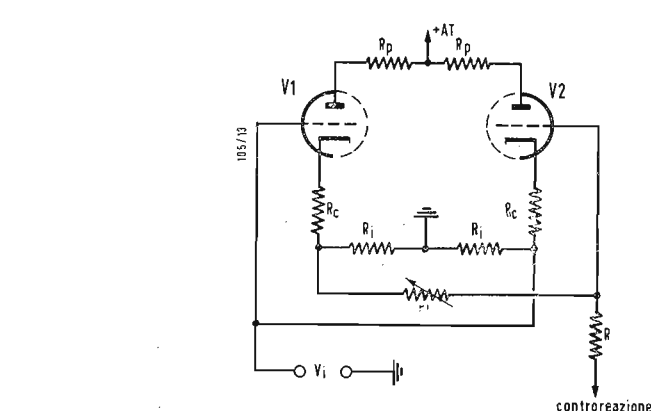 +AT
Rp Rp
V1
V2
105/13
Rc
Rc
Ri
Ri
R
Vi
controreazione